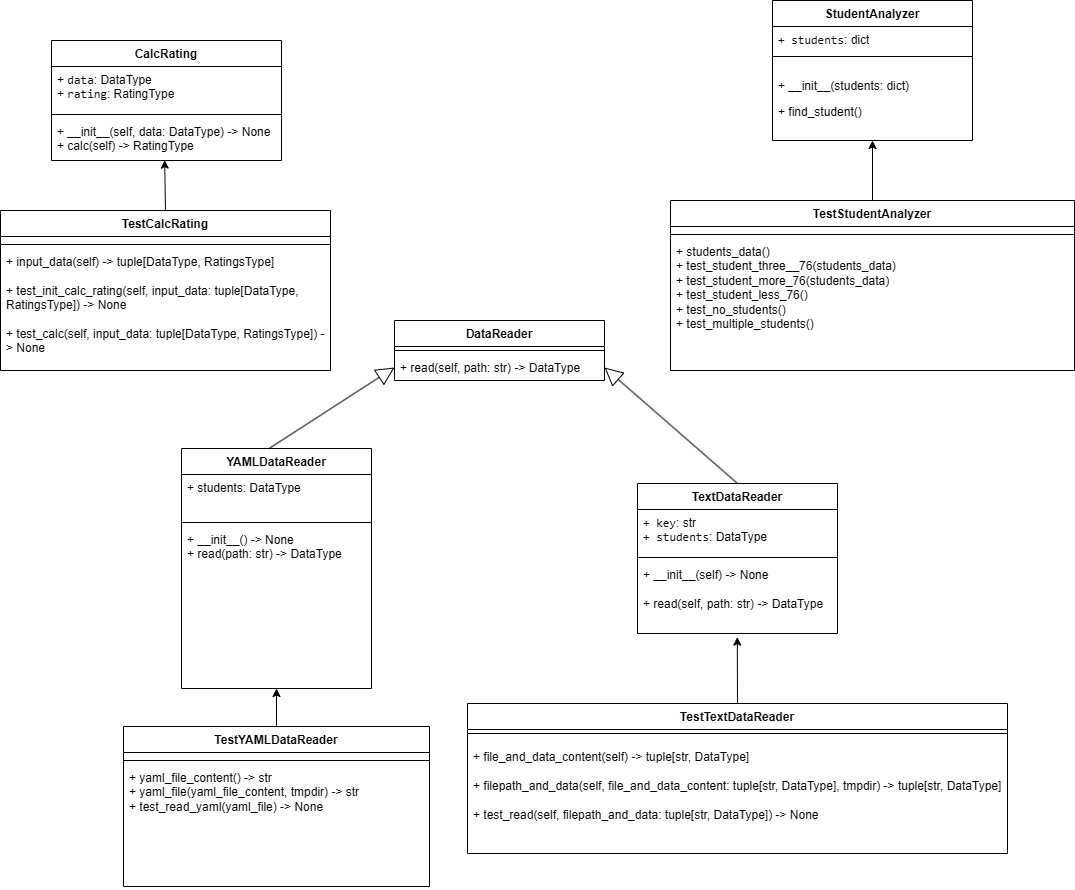 StudentAnalyzer
+ students: dict
+ __init__(students: dict)
+ find_student()
CalcRating
+ data: DataType
+ rating: RatingType
+ __init__(self, data: DataType) -> None
+ calc(self) -> RatingType
TestCalcRating
+ input_data(self) -> tuple[DataType, RatingsType]
+ test_init_calc_rating(self, input_data: tuple[DataType,
RatingsType]) -> None
+ test_calc(self, input_data: tuple[DataType, RatingsType]) -
> None
TestStudentAnalyzer
+ students_data()
+ test_student_three__76(students_data)
+ test_student_more_76(students_data)
+ test_student_less_76()
+ test_no_students()
+ test_multiple_students()
DataReader
+ read(self, path: str) -> DataType
YAMLDataReader
+ students: DataType
+ __init__() -> None
+ read(path: str) -> DataType
TextDataReader
+ key: str
+ students: DataType
+ __init__(self) -> None
+ read(self, path: str) -> DataType
TestYAMLDataReader
+ yaml_file_content() -> str
+ yaml_file(yaml_file_content, tmpdir) -> str
+ test_read_yaml(yaml_file) -> None
TestTextDataReader
+ file_and_data_content(self) -> tuple[str, DataType]
+ filepath_and_data(self, file_and_data_content: tuple[str, DataType], tmpdir) -> tuple[str, DataType]
+ test_read(self, filepath_and_data: tuple[str, DataType]) -> None